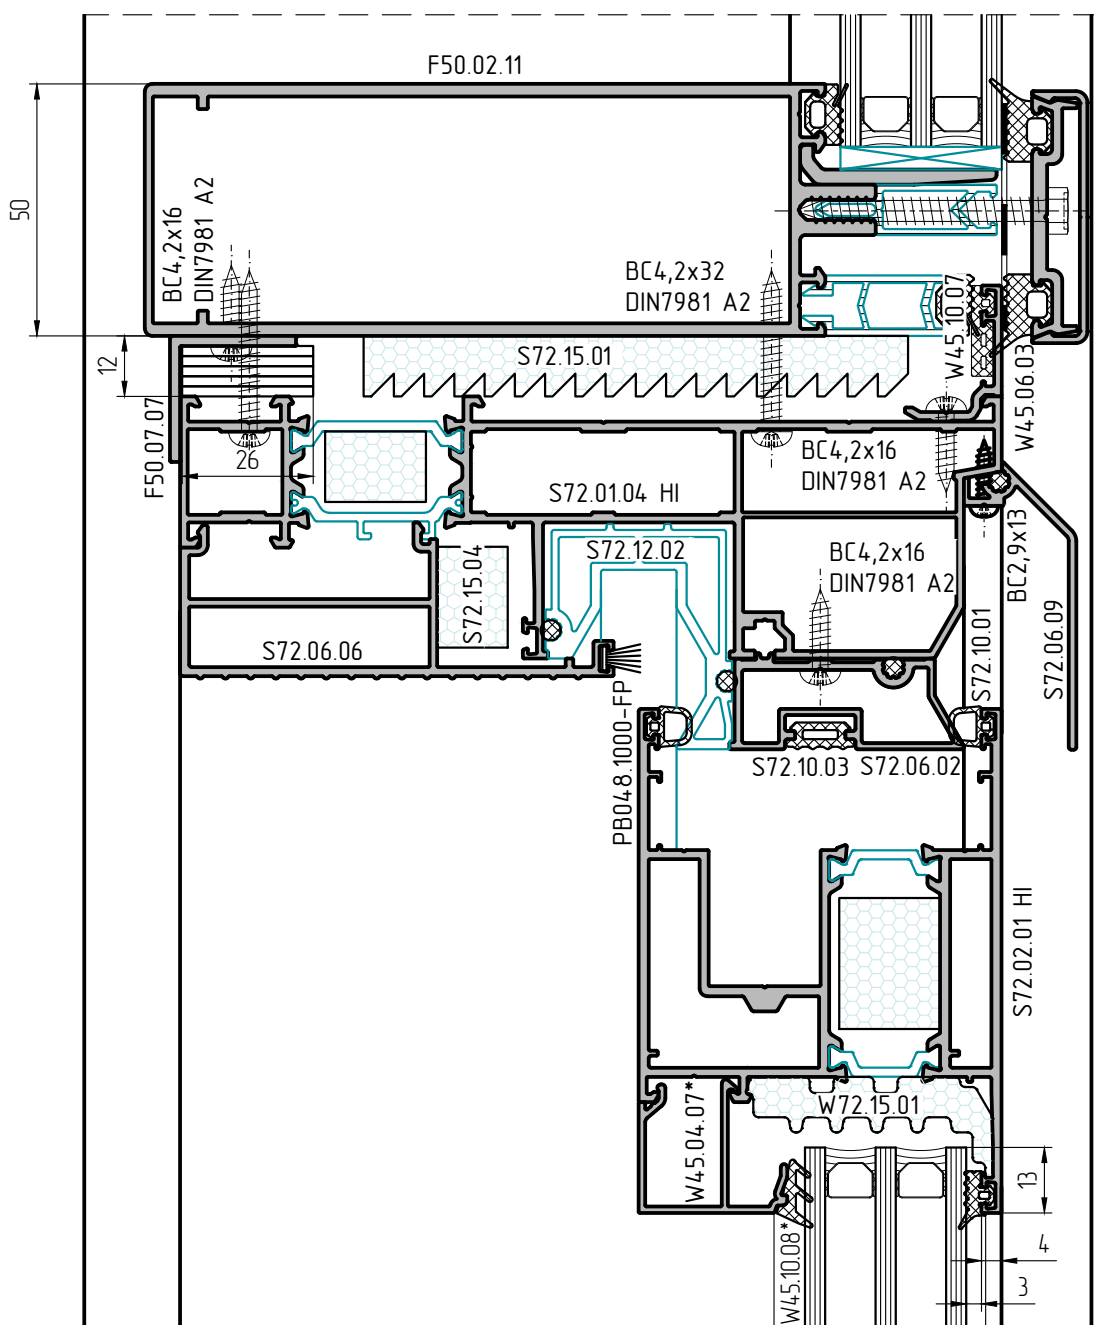 F50.02.11
50
BC4,2x16
DIN7981 A2
BC4,2x32
DIN7981 A2
W45.10.07
S72.15.01
12
W45.06.03
F50.07.07
26
BC4,2x16
DIN7981 A2
S72.01.04 HI
BC2,9x13
S72.12.02
BC4,2x16
DIN7981 A2
S72.15.04
S72.06.06
S72.10.01
S72.06.09
PB048.1000-FP
S72.10.03
S72.06.02
S72.02.01 HI
W72.15.01
W45.04.07*
13
W45.10.08*
4
3